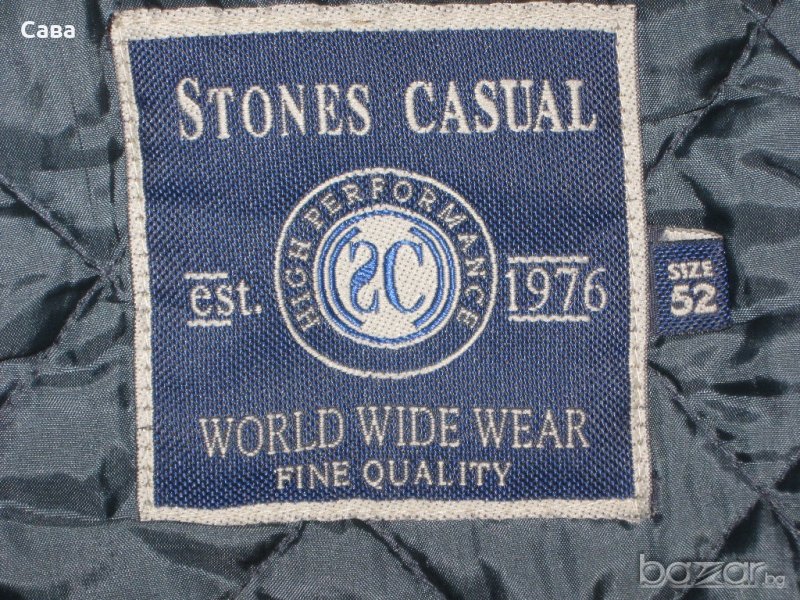 Сава
STONES CASUAL
HIGH PERFORMANCE
SC
est. 1976
SIZE
52
WORLD WIDE WEAR
FINE QUALITY
bazar.bg